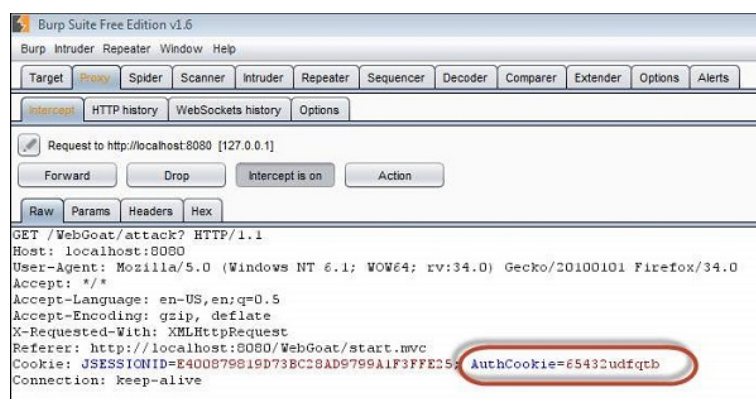 Burp Suite Free Edition v1.6
Burp Intruder Repeater Window Help
Target Proxy Spider Scanner Intruder Repeater Sequencer Decoder Comparer Extender Options Alerts
Intercept HTTP history WebSockets history Options
Request to http://localhost:8080 [127.0.0.1]
Forward Drop Intercept is on Action
Raw Params Headers Hex
GET /WebGoat/attack? HTTP/1.1
Host: localhost:8080
User-Agent: Mozilla/5.0 (Windows NT 6.1; WOW64; rv:34.0) Gecko/20100101 Firefox/34.0
Accept: */*
Accept-Language: en-US,en;q=0.5
Accept-Encoding: gzip, deflate
X-Requested-With: XMLHttpRequest
Referer: http://localhost:8080/WebGoat/start.mvc
Cookie: JSESSIONID=E400879819D73BC28AD9799A1F3FFE25; AuthCookie=65432udfqtb
Connection: keep-alive